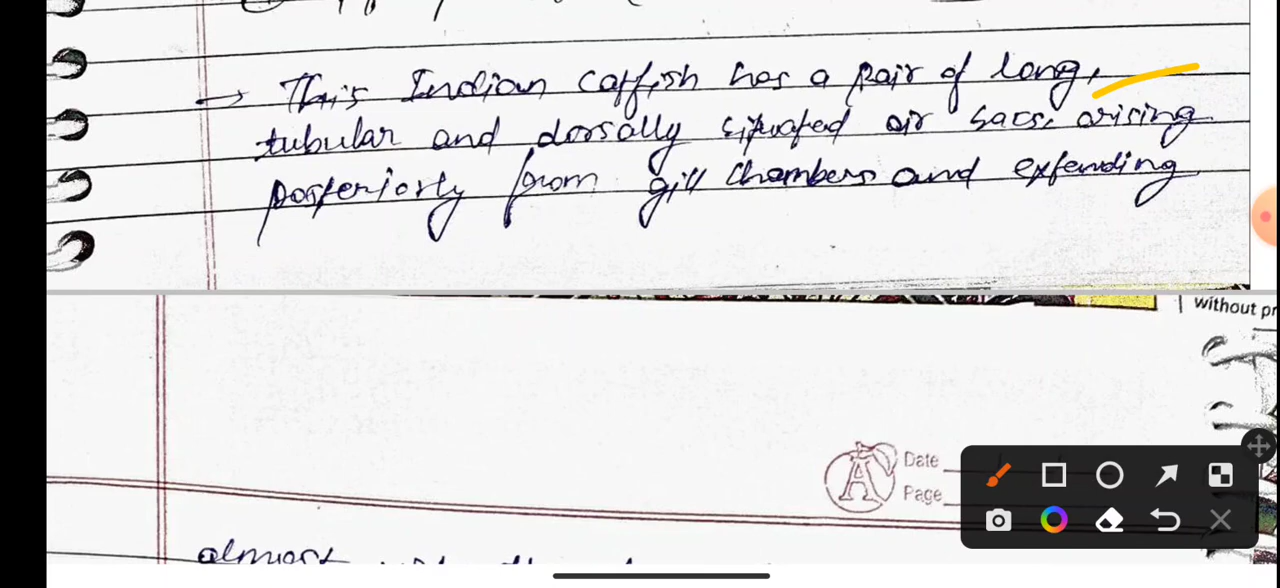 → This Indian catfish has a pair of long,
tubular and dorsally situated air sacs, arising
posteriorly from gill chambers and extending
without pr
Date
Page
almost